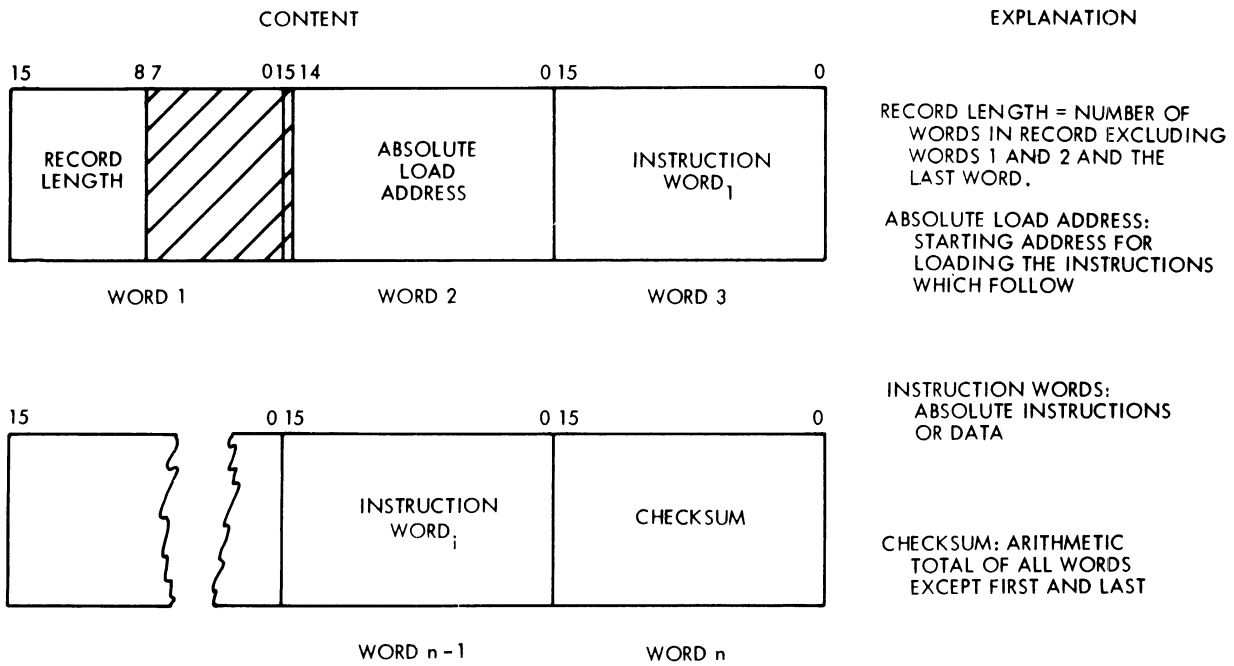 CONTENT
EXPLANATION
15 8 7 0 15 14 0 15 0
RECORD
LENGTH
ABSOLUTE
LOAD
ADDRESS
INSTRUCTION
WORD1
WORD 1
WORD 2
WORD 3
RECORD LENGTH = NUMBER OF
WORDS IN RECORD EXCLUDING
WORDS 1 AND 2 AND THE
LAST WORD.
ABSOLUTE LOAD ADDRESS:
STARTING ADDRESS FOR
LOADING THE INSTRUCTIONS
WHICH FOLLOW
15 0 15 0 15 0
INSTRUCTION
WORDi
CHECKSUM
WORD n-1
WORD n
INSTRUCTION WORDS:
ABSOLUTE INSTRUCTIONS
OR DATA
CHECKSUM: ARITHMETIC
TOTAL OF ALL WORDS
EXCEPT FIRST AND LAST